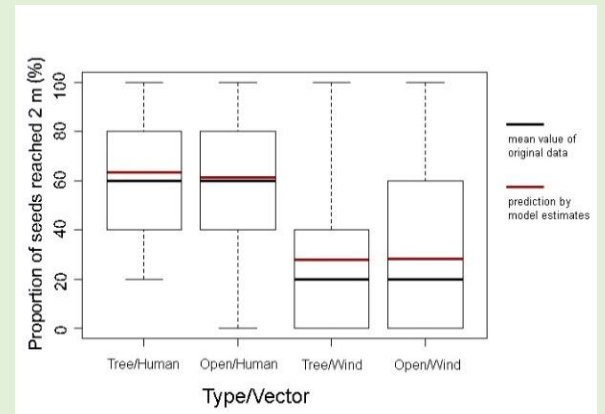 Proportion of seeds reached 2 m (%)
100
80
60
40
20
0
Tree/Human Open/Human Tree/Wind Open/Wind
Type/Vector
mean value of
original data
prediction by
model estimates